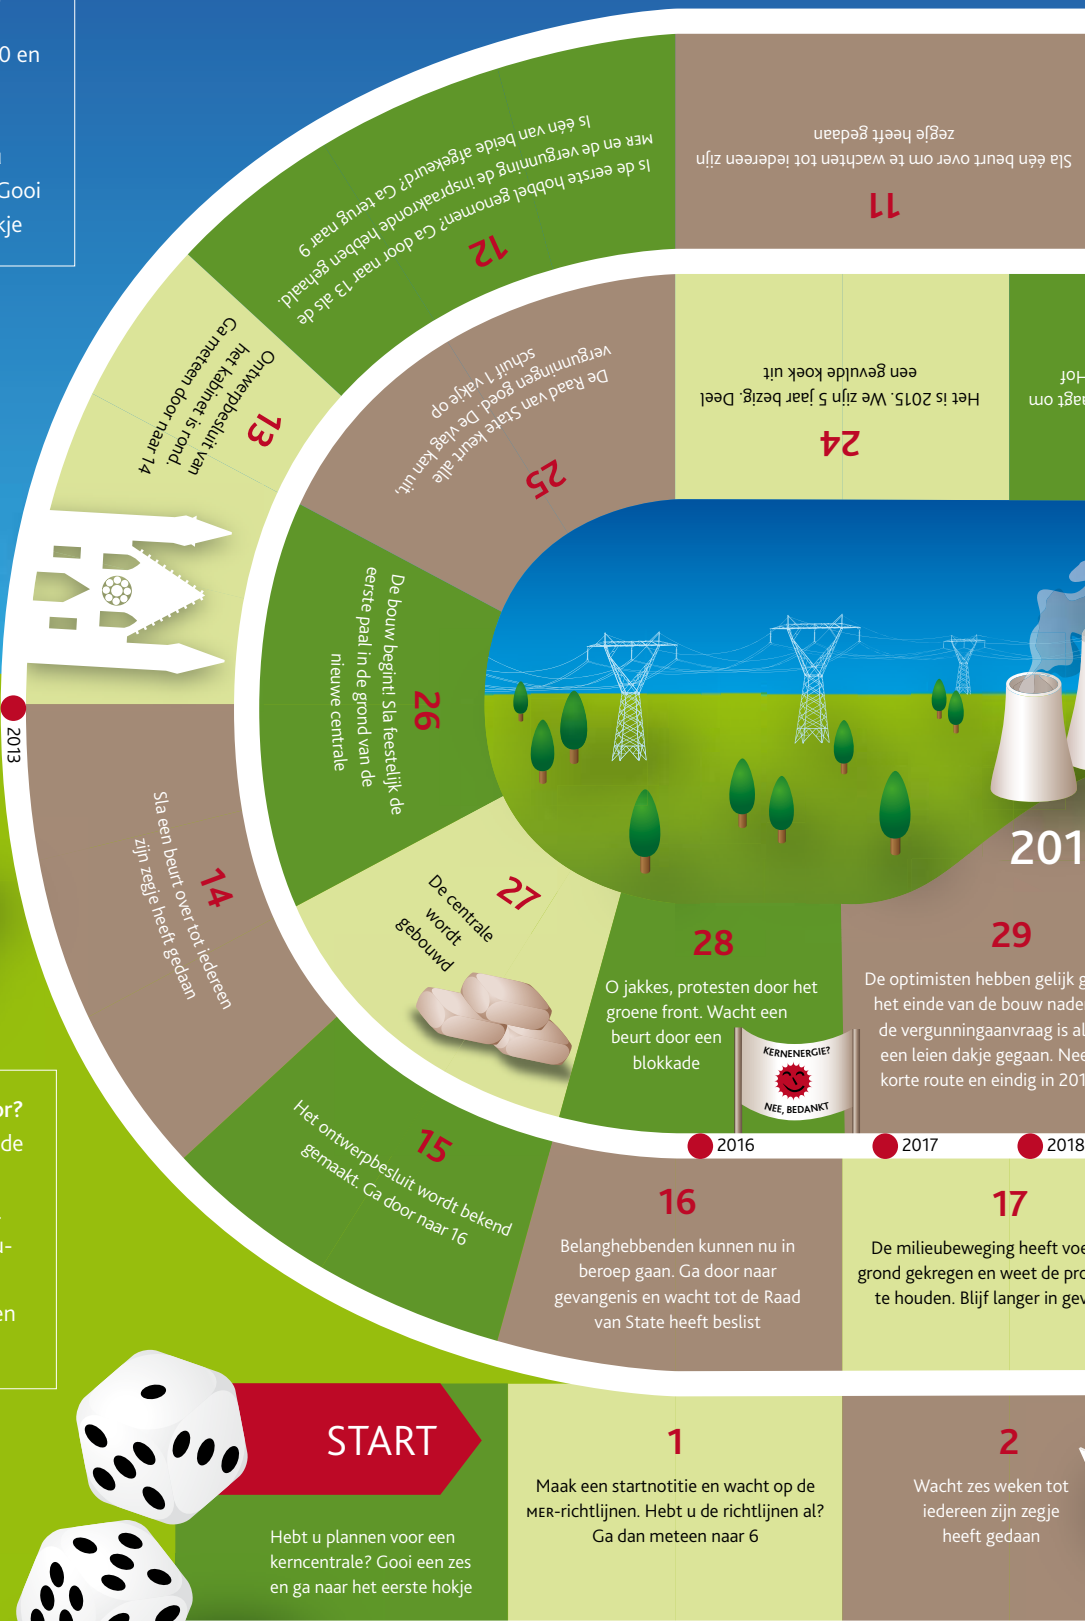 0 en
Gooi
kje
11
Sla één beurt over om te wachten tot iedereen zijn
zegje heeft gedaan
12
Is de eerste hobbel genomen? Ga door naar 13 als de
MER en de vergunning de inspraakronde hebben gehaald.
Is één van beide afgekeurd? Ga terug naar 9
13
Ontwerpbesluit van
het kabinet is rond.
Ga meteen door naar 14
24
Het is 2015. We zijn 5 jaar bezig. Deel
een gevulde koek uit
aagt om
Hof
25
De Raad van State keurt alle
vergunningen goed. De vlag kan uit,
schuif 1 vakje op
26
De bouw begint! Sla feestelijk de
eerste paal in de grond van de
nieuwe centrale
2013
14
Sla een beurt over tot iedereen
zijn zegje heeft gedaan
27
De centrale
wordt
gebouwd
28
O jakkes, protesten door het
groene front. Wacht een
beurt door een
blokkade
KERNENERGIE?
NEE, BEDANKT
201
29
De optimisten hebben gelijk g
het einde van de bouw nade
de vergunningaanvraag is al
een leien dakje gegaan. Nee
korte route en eindig in 201
2016
2017
2018
15
Het ontwerpbesluit wordt bekend
gemaakt. Ga door naar 16
16
Belanghebbenden kunnen nu in
beroep gaan. Ga door naar
gevangenis en wacht tot de Raad
van State heeft beslist
17
De milieubeweging heeft voe
grond gekregen en weet de pro
te houden. Blijf langer in gev
or?
de
u-
en
START
Hebt u plannen voor een
kerncentrale? Gooi een zes
en ga naar het eerste hokje
1
Maak een startnotitie en wacht op de
MER-richtlijnen. Hebt u de richtlijnen al?
Ga dan meteen naar 6
2
Wacht zes weken tot
iedereen zijn zegje
heeft gedaan